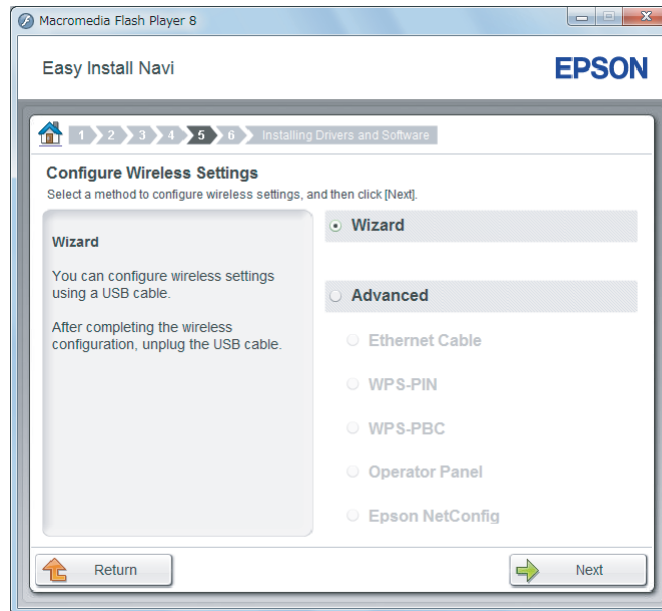 Macromedia Flash Player 8
Easy Install Navi
EPSON
1 2 3 4 5 6 Installing Drivers and Software
Configure Wireless Settings
Select a method to configure wireless settings, and then click [Next].
Wizard
You can configure wireless settings
using a USB cable.
After completing the wireless
configuration, unplug the USB cable.
Wizard
Advanced
Ethernet Cable
WPS-PIN
WPS-PBC
Operator Panel
Epson NetConfig
Return
Next